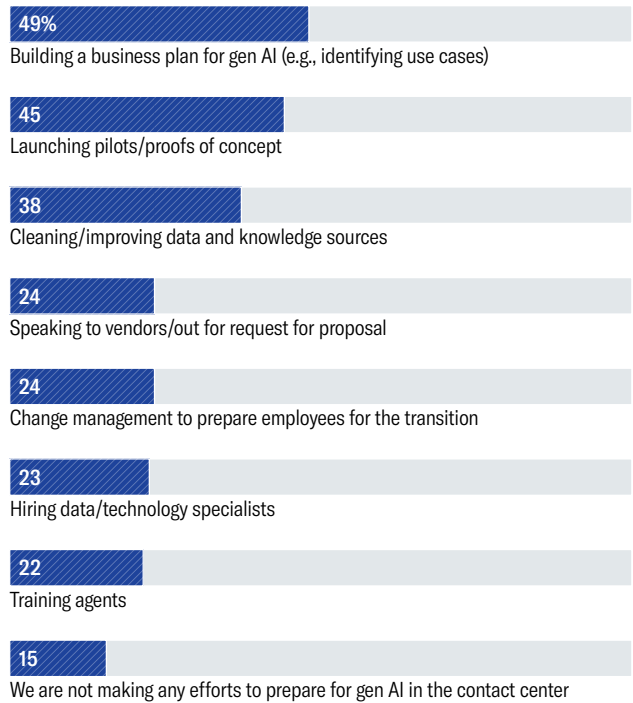 49%
Building a business plan for gen AI (e.g., identifying use cases)
45
Launching pilots/proofs of concept
38
Cleaning/improving data and knowledge sources
24
Speaking to vendors/out for request for proposal
24
Change management to prepare employees for the transition
23
Hiring data/technology specialists
22
Training agents
15
We are not making any efforts to prepare for gen AI in the contact center